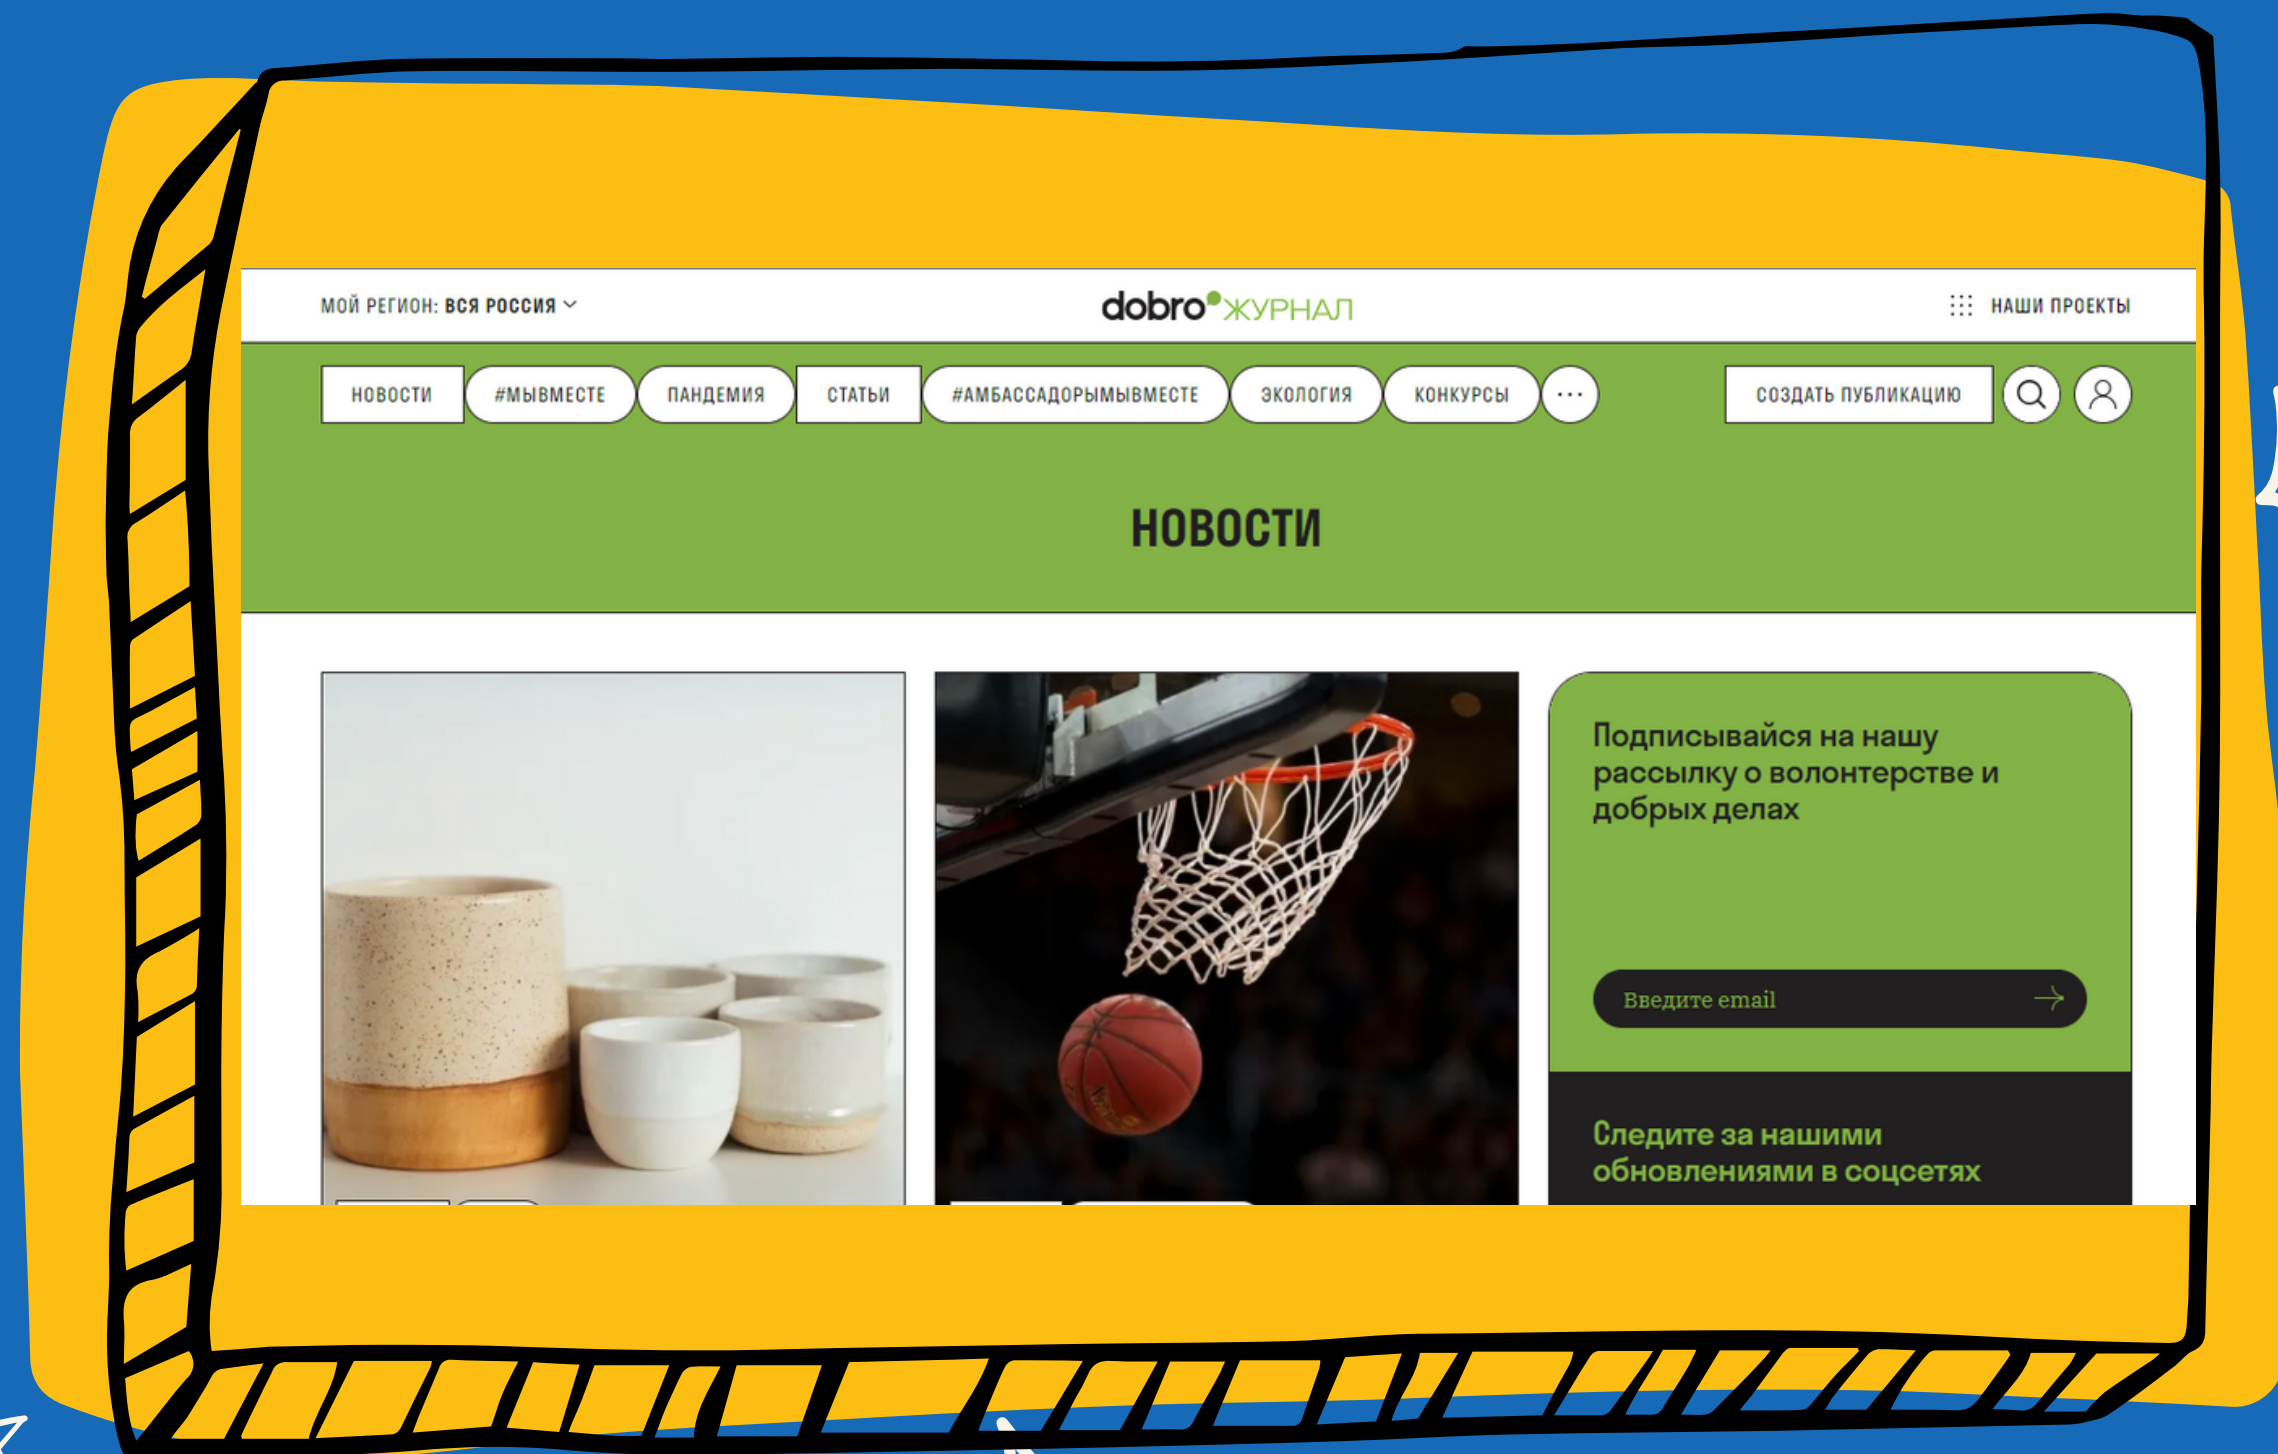 МОЙ РЕГИОН: ВСЯ РОССИЯ
dobro ЖУРНАЛ
НАШИ ПРОЕКТЫ
НОВОСТИ #МЫВМЕСТЕ ПАНДЕМИЯ СТАТЬИ #АМБАССАДОРЫМЫВМЕСТЕ ЭКОЛОГИЯ КОНКУРСЫ ... СОЗДАТЬ ПУБЛИКАЦИЮ
НОВОСТИ
Подписывайся на нашу
рассылку о волонтерстве и
добрых делах
Введите email
Следите за нашими
обновлениями в соцсетях